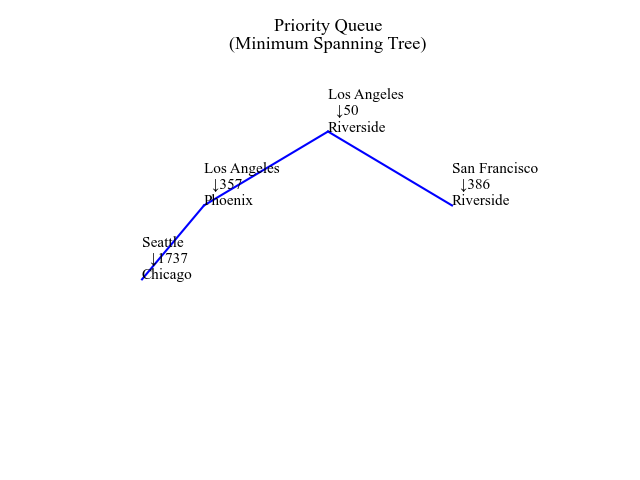 Priority Queue
(Minimum Spanning Tree)
Los Angeles
↓50
Riverside
Los Angeles
↓357
Phoenix
San Francisco
↓386
Riverside
Seattle
↓1737
Chicago